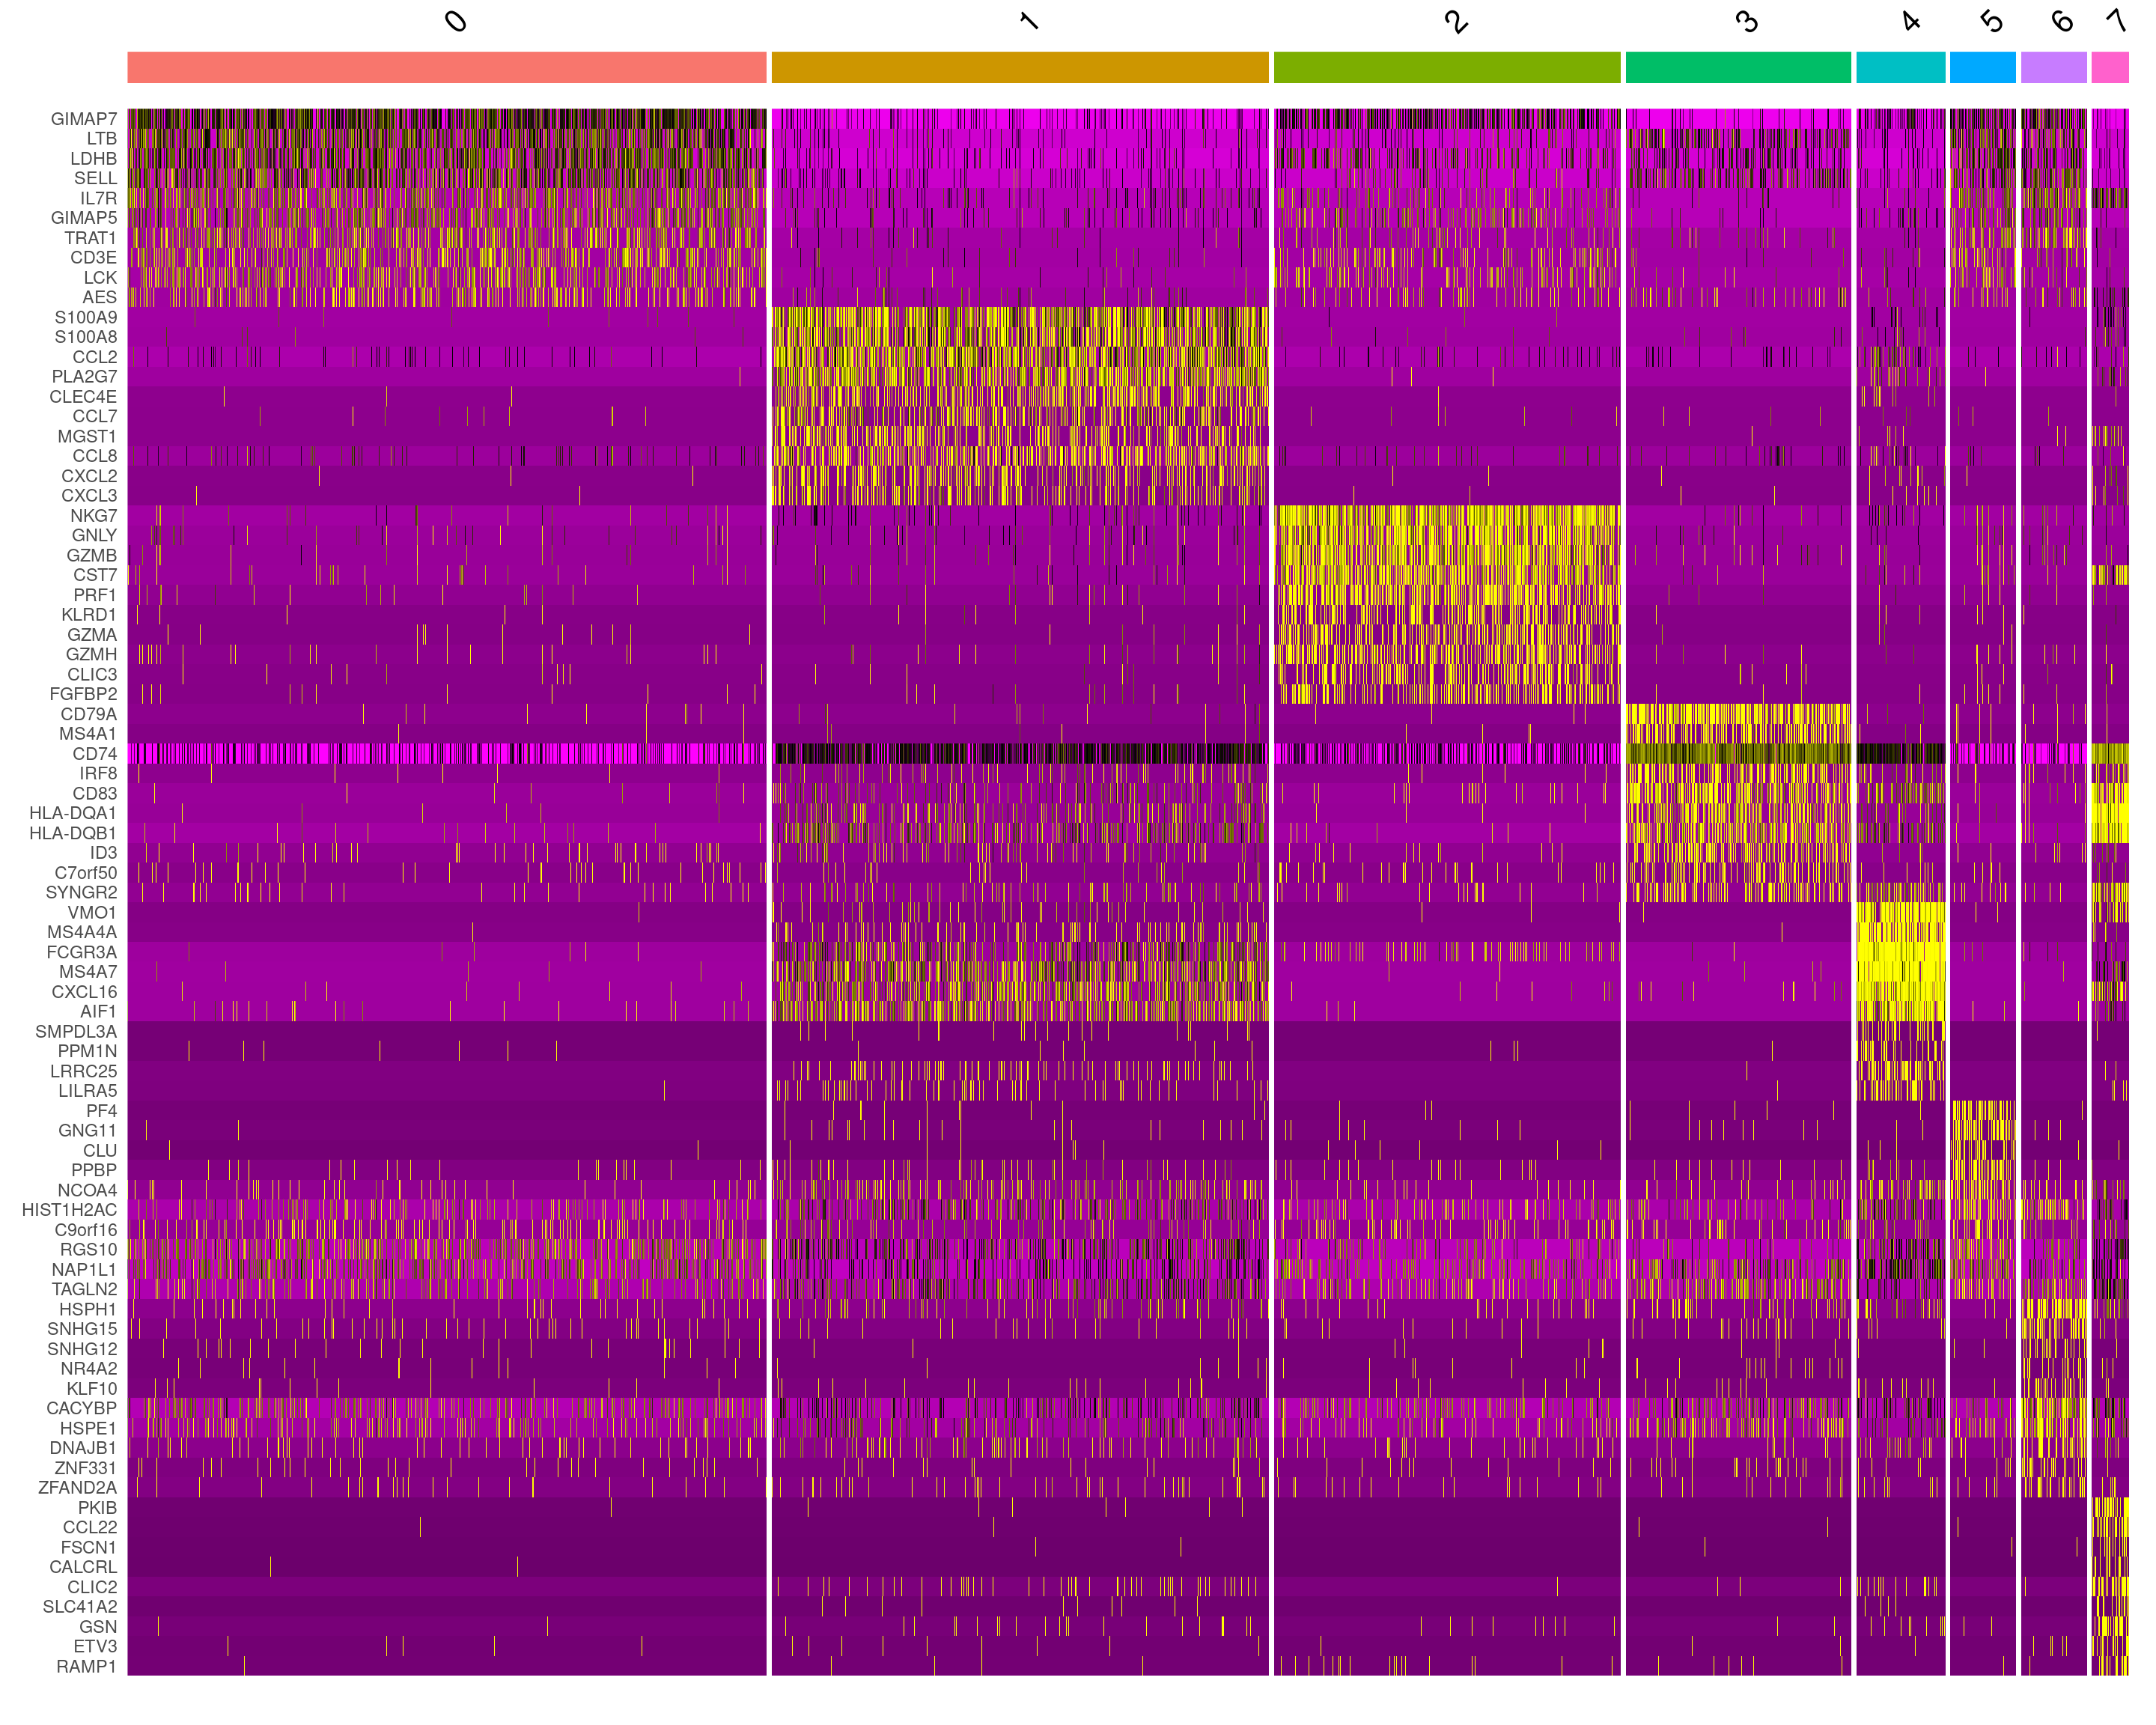 0 1 2 3 4 5 6 7
GIMAP7
LTB
LDHB
SELL
IL7R
GIMAP5
TRAT1
CD3E
LCK
AES
S100A9
S100A8
CCL2
PLA2G7
CLEC4E
CCL7
MGST1
CCL8
CXCL2
CXCL3
NKG7
GNLY
GZMB
CST7
PRF1
KLRD1
GZMA
GZMH
CLIC3
FGFBP2
CD79A
MS4A1
CD74
IRF8
CD83
HLA-DQA1
HLA-DQB1
ID3
C7orf50
SYNGR2
VMO1
MS4A4A
FCGR3A
MS4A7
CXCL16
AIF1
SMPDL3A
PPM1N
LRRC25
LILRA5
PF4
GNG11
CLU
PPBP
NCOA4
HIST1H2AC
C9orf16
RGS10
NAP1L1
TAGLN2
HSPH1
SNHG15
SNHG12
NR4A2
KLF10
CACYBP
HSPE1
DNAJB1
ZNF331
ZFAND2A
PKIB
CCL22
FSCN1
CALCRL
CLIC2
SLC41A2
GSN
ETV3
RAMP1